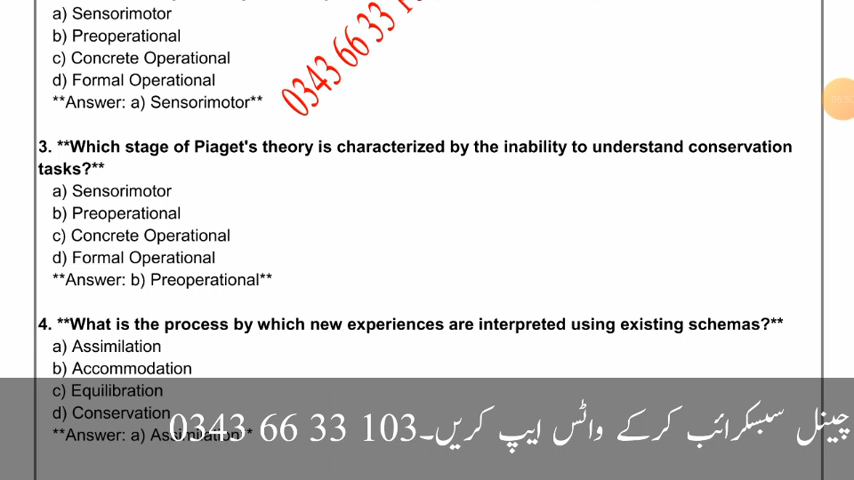 a) Sensorimotor
b) Preoperational
c) Concrete Operational
d) Formal Operational
**Answer: a) Sensorimotor**
0343 66 33 10
3. **Which stage of Piaget's theory is characterized by the inability to understand conservation
tasks?**
a) Sensorimotor
b) Preoperational
c) Concrete Operational
d) Formal Operational
**Answer: b) Preoperational**
4. **What is the process by which new experiences are interpreted using existing schemas?**
a) Assimilation
b) Accommodation
c) Equilibration
d) Conservation
**Answer: a) Assimilation**
چینل سبسکرائب کرکے واٹس ایپ کریں۔103 33 66 0343